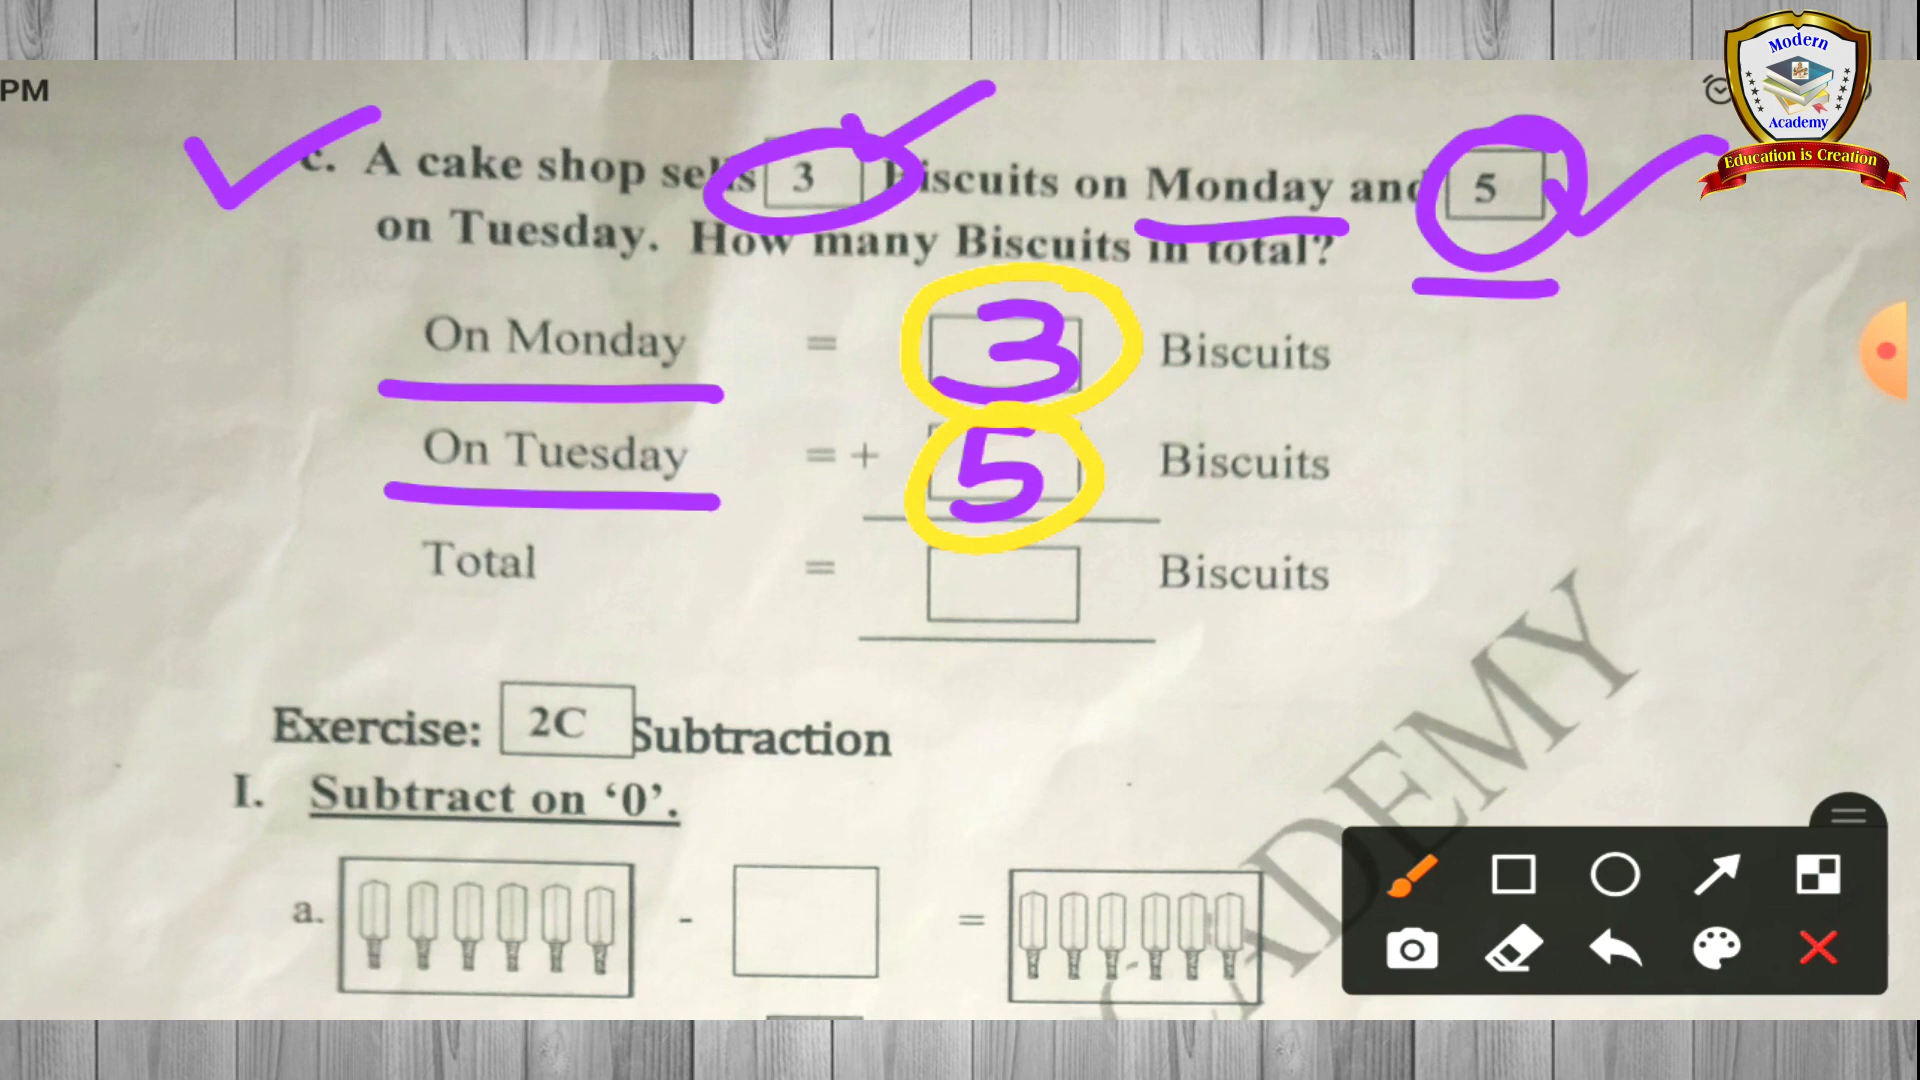 PM
Modern
Academy
Education is Creation
c. A cake shop sells 3 Biscuits on Monday and 5
on Tuesday. How many Biscuits in total?
On Monday = 3 Biscuits
On Tuesday = + 5 Biscuits
Total = Biscuits
Exercise: 2C Subtraction
I. Subtract on ‘0’.
a. - =
CADEMY